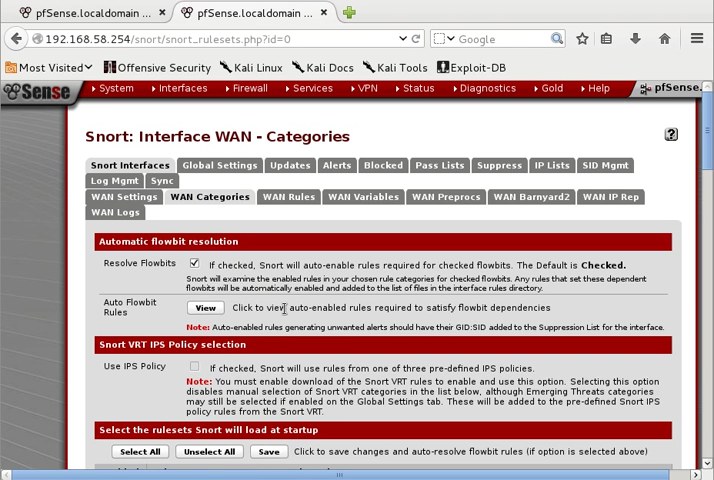 pfSense.localdomain ...
pfSense.localdomain ...
192.168.58.254/snort/snort_rulesets.php?id=0
Google
Most Visited
Offensive Security
Kali Linux
Kali Docs
Kali Tools
Exploit-DB
Sense
System
Interfaces
Firewall
Services
VPN
Status
Diagnostics
Gold
Help
pfSense.
Snort: Interface WAN - Categories
?
Snort Interfaces
Global Settings
Updates
Alerts
Blocked
Pass Lists
Suppress
IP Lists
SID Mgmt
Log Mgmt
Sync
WAN Settings
WAN Categories
WAN Rules
WAN Variables
WAN Preprocs
WAN Barnyard2
WAN IP Rep
WAN Logs
Automatic flowbit resolution
Resolve Flowbits
If checked, Snort will auto-enable rules required for checked flowbits. The Default is Checked.
Snort will examine the enabled rules in your chosen rule categories for checked flowbits. Any rules that set these dependent
flowbits will be automatically enabled and added to the list of files in the interface rules directory.
Auto Flowbit
Rules
View
Click to view auto-enabled rules required to satisfy flowbit dependencies
Note: Auto-enabled rules generating unwanted alerts should have their GID:SID added to the Suppression List for the interface.
Snort VRT IPS Policy selection
Use IPS Policy
If checked, Snort will use rules from one of three pre-defined IPS policies.
Note: You must enable download of the Snort VRT rules to enable and use this option. Selecting this option
disables manual selection of Snort VRT categories in the list below, although Emerging Threats categories
may still be selected if enabled on the Global Settings tab. These will be added to the pre-defined Snort IPS
policy rules from the Snort VRT.
Select the rulesets Snort will load at startup
Select All
Unselect All
Save
Click to save changes and auto-resolve flowbit rules (if option is selected above)